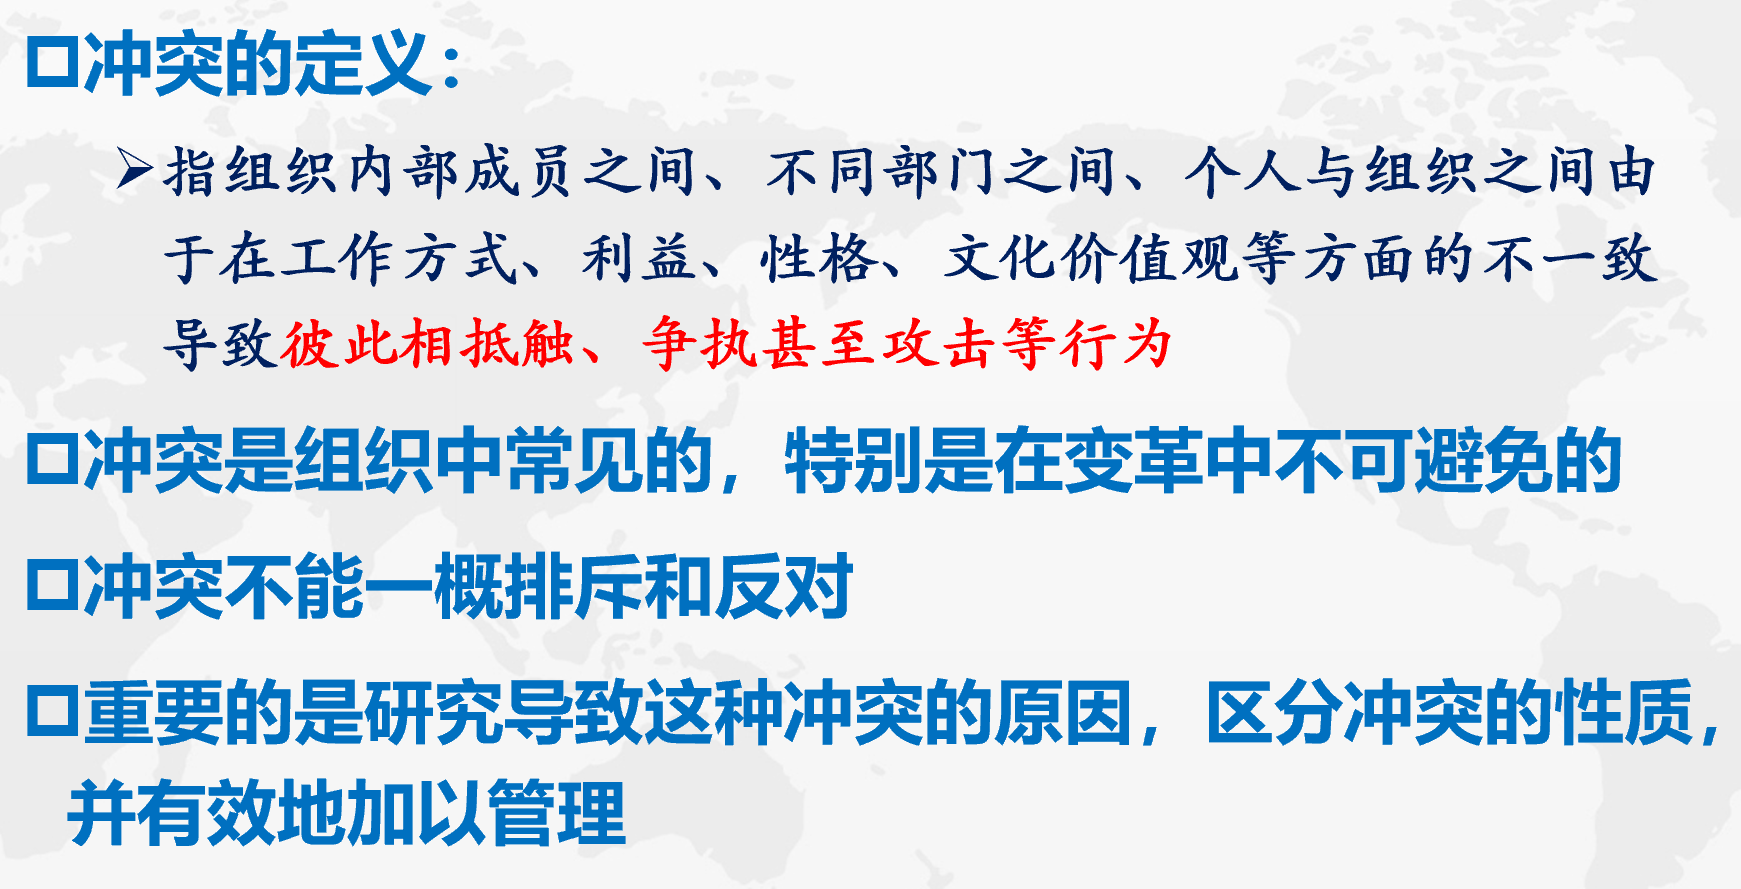 冲突的定义：
指组织内部成员之间、不同部门之间、个人与组织之间由
于在工作方式、利益、性格、文化价值观等方面的不一致
导致彼此相抵触、争执甚至攻击等行为
冲突是组织中常见的，特别是在变革中不可避免的
冲突不能一概排斥和反对
重要的是研究导致这种冲突的原因，区分冲突的性质，
并有效地加以管理